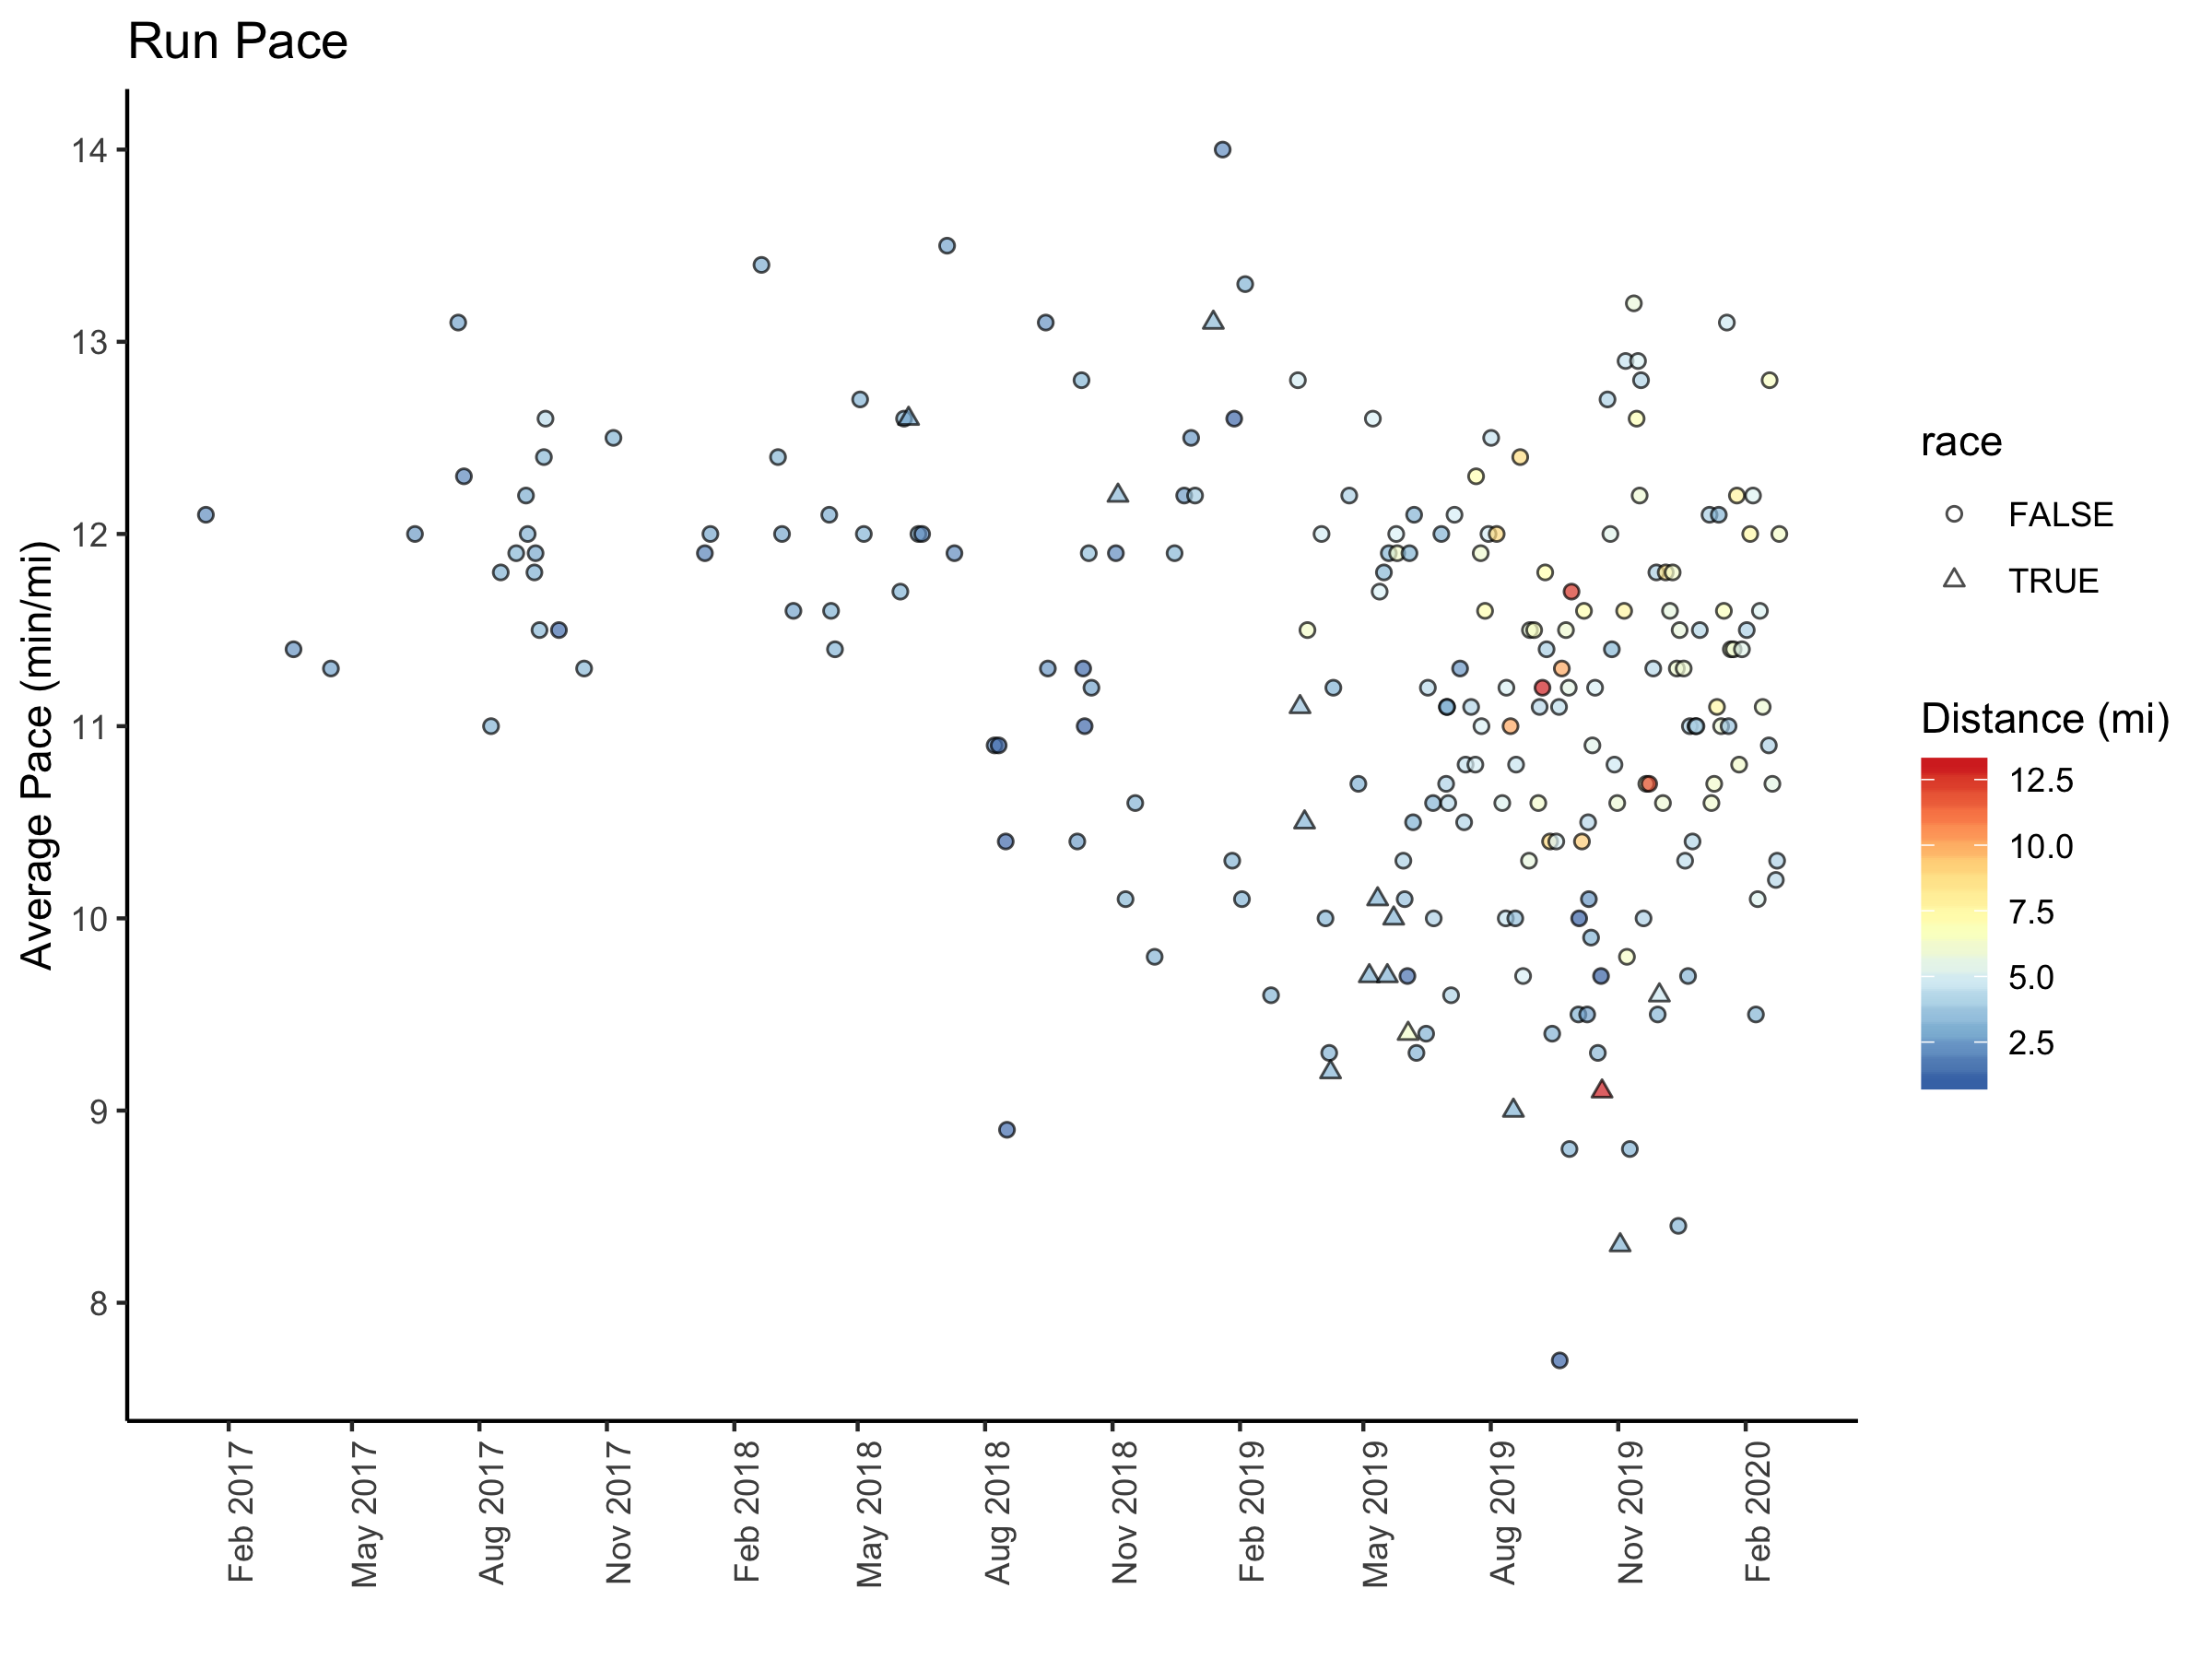 Run Pace
Average Pace (min/mi)
14
13
12
11
10
9
8
Feb 2017
May 2017
Aug 2017
Nov 2017
Feb 2018
May 2018
Aug 2018
Nov 2018
Feb 2019
May 2019
Aug 2019
Nov 2019
Feb 2020
race
FALSE
TRUE
Distance (mi)
12.5
10.0
7.5
5.0
2.5